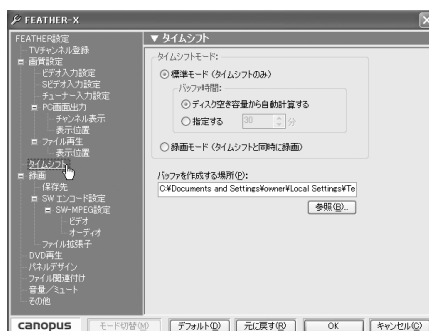 FEATHER-X
FEATHER設定
TVチャンネル登録
画質設定
ビデオ入力設定
Sビデオ入力設定
チューナー入力設定
PC画面出力
チャンネル表示
表示位置
ファイル再生
表示位置
タイムシフト
録画
保存先
SW エンコード設定
SW-MPEG設定
ビデオ
オーディオ
ファイル拡張子
DVD再生
パネルデザイン
ファイル関連付け
音量/ミュート
その他
▼ タイムシフト
タイムシフトモード:
標準モード(タイムシフトのみ)
バッファ時間:
ディスク空き容量から自動計算する
指定する 30 分
録画モード(タイムシフトと同時に録画)
バッファを作成する場所(P):
C:¥Documents and Settings¥owner¥Local Settings¥Te
参照(B)...
canopus モード切替(M) デフォルト(D) 元に戻す(R) OK キャンセル(C)